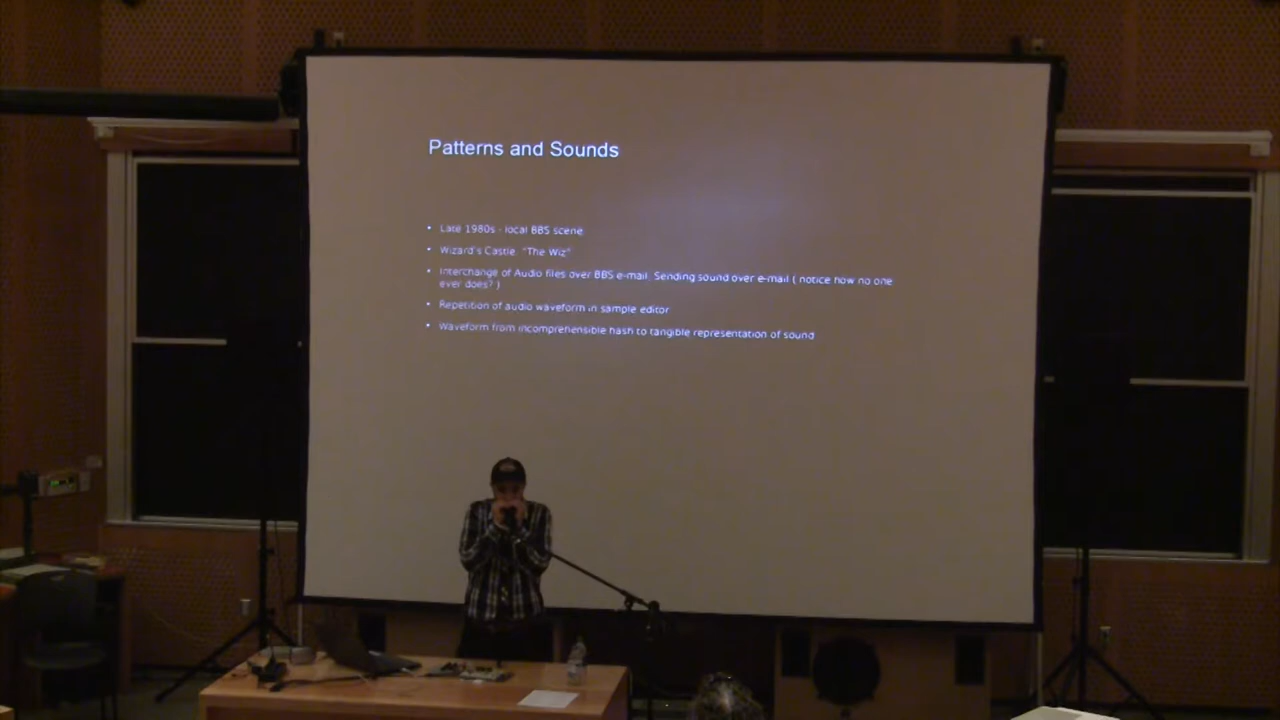 Patterns and Sounds
• Late 1980s - local BBS scene
• Wizard's Castle. "The Wiz"
• Interchange of Audio files over BBS e-mail. Sending sound over e-mail ( notice how no one
ever does? )
• Repetition of audio waveform in sample editor
• Waveform from incomprehensible hash to tangible representation of sound